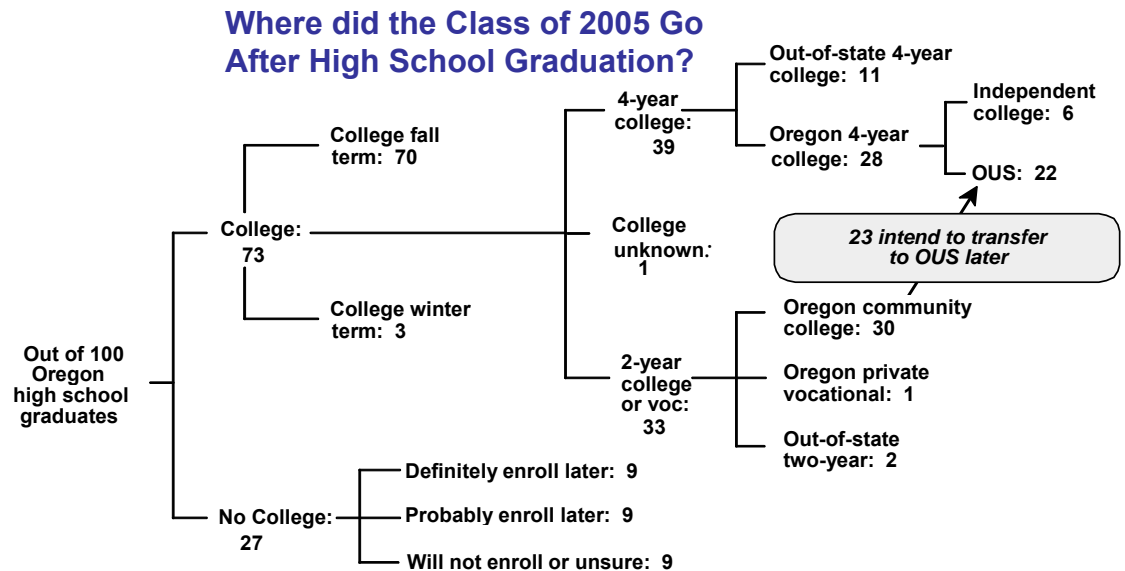 Where did the Class of 2005 Go
After High School Graduation?
Out of 100
Oregon
high school
graduates
College:
73
College fall
term: 70
College winter
term: 3
4-year
college:
39
Out-of-state 4-year
college: 11
Oregon 4-year
college: 28
Independent
college: 6
OUS: 22
23 intend to transfer
to OUS later
College
unknown:
1
2-year
college
or voc:
33
Oregon community
college: 30
Oregon private
vocational: 1
Out-of-state
two-year: 2
No College:
27
Definitely enroll later: 9
Probably enroll later: 9
Will not enroll or unsure: 9